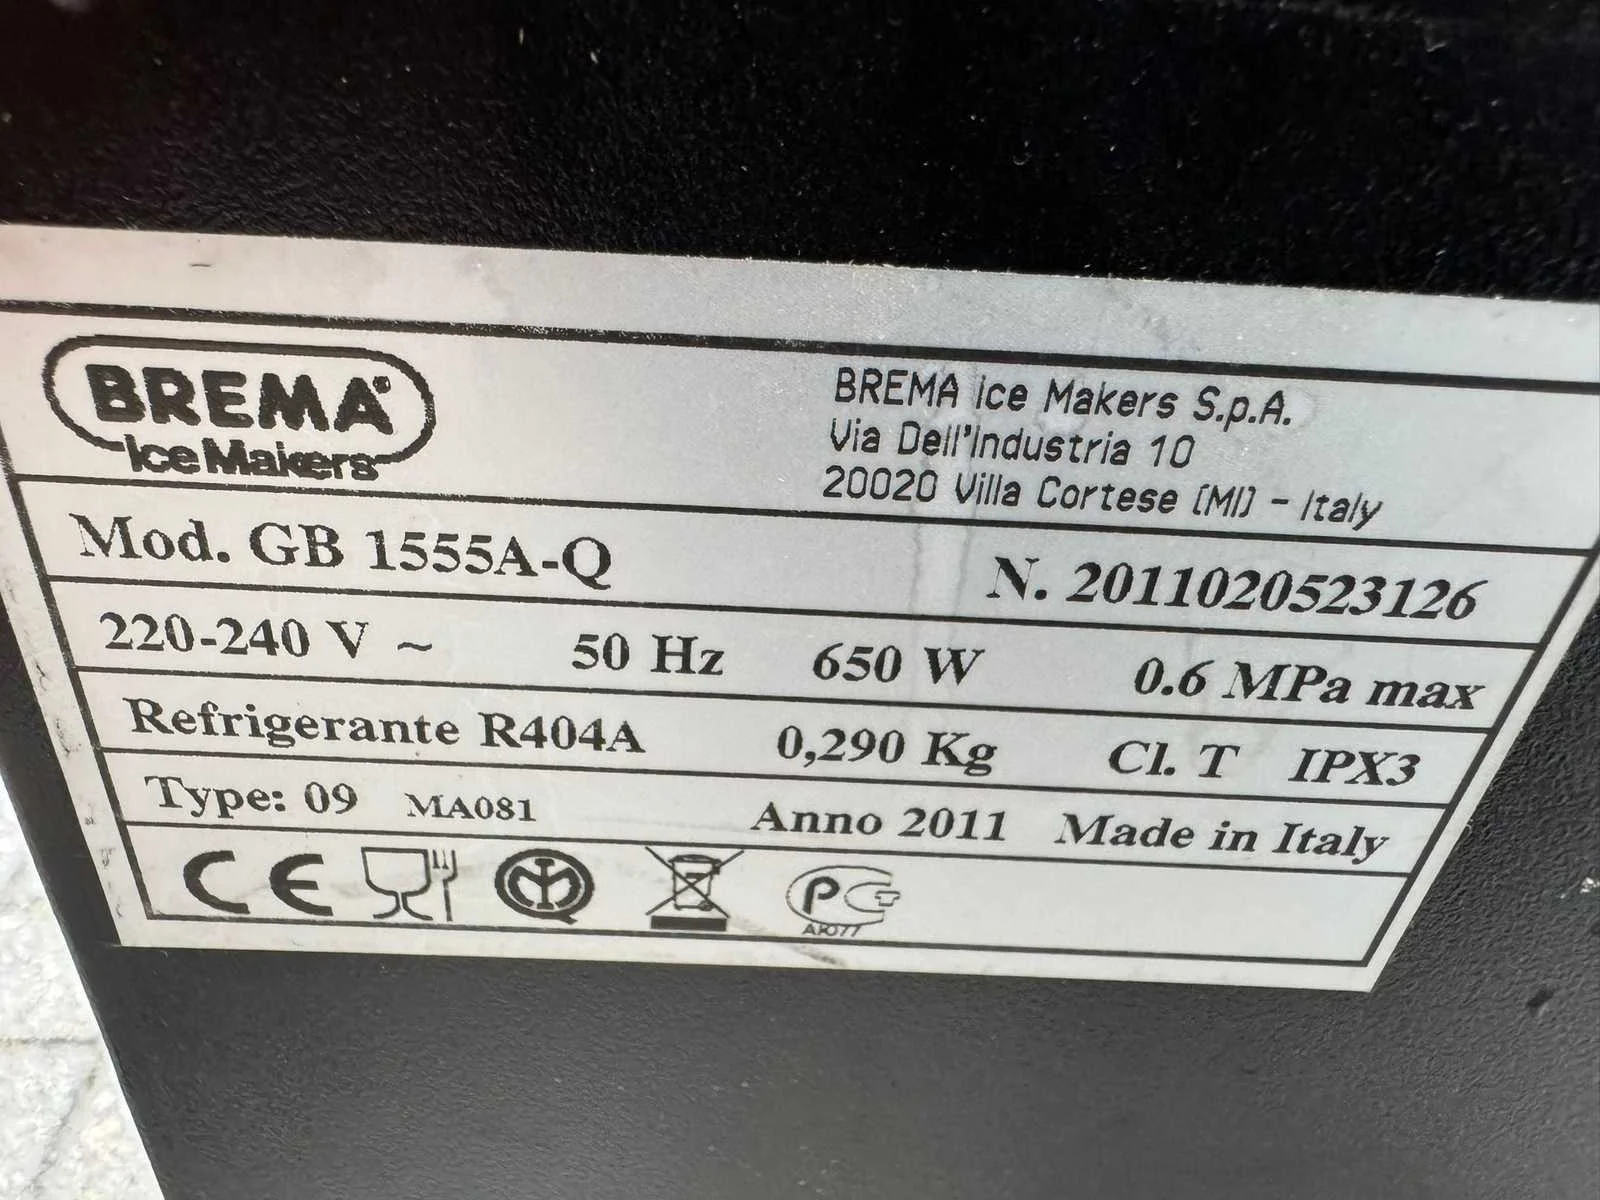 BREMA®
Ice Makers
BREMA Ice Makers S.p.A.
Via Dell'Industria 10
20020 Villa Cortese (MI) - Italy
Mod. GB 1555A-Q N. 2011020523126
220-240 V ~ 50 Hz 650 W 0.6 MPa max
Refrigerante R404A 0,290 Kg Cl. T IPX3
Type: 09 MA081 Anno 2011 Made in Italy
CE